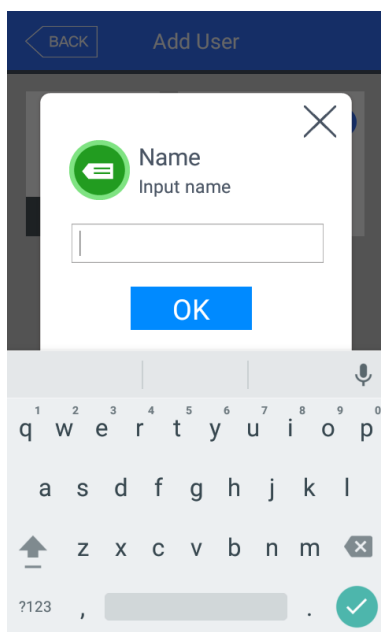 BACK Add User
Name
Input name
OK
1 2 3 4 5 6 7 8 9 0
q w e r t y u i o p
a s d f g h j k l
z x c v b n m
?123 , .